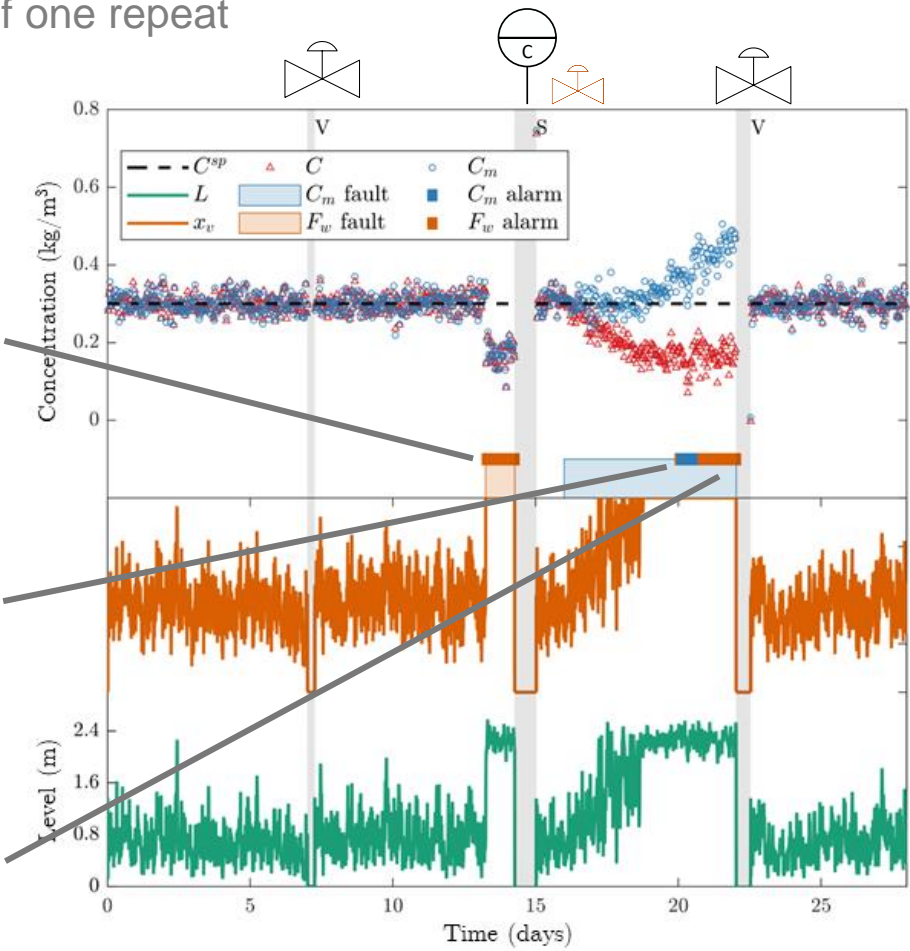 f one repeat
C
V
S
V
0.8
0.6
0.4
0.2
0
Concentration (kg/m³)
C^sp
C
C_m
L
C_m fault
C_m alarm
x_v
F_w fault
F_w alarm
2.4
1.6
0.8
0
Level (m)
0
5
10
15
20
25
Time (days)